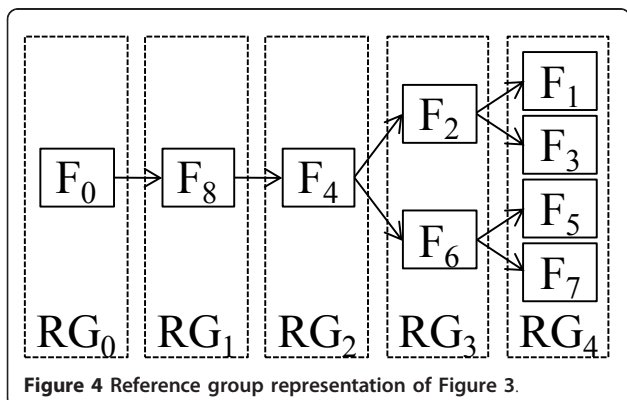 F₁
F₂
F₃
F₀ F₈ F₄
F₅
F₆
F₇
RG₀ RG₁ RG₂ RG₃ RG₄
Figure 4 Reference group representation of Figure 3.